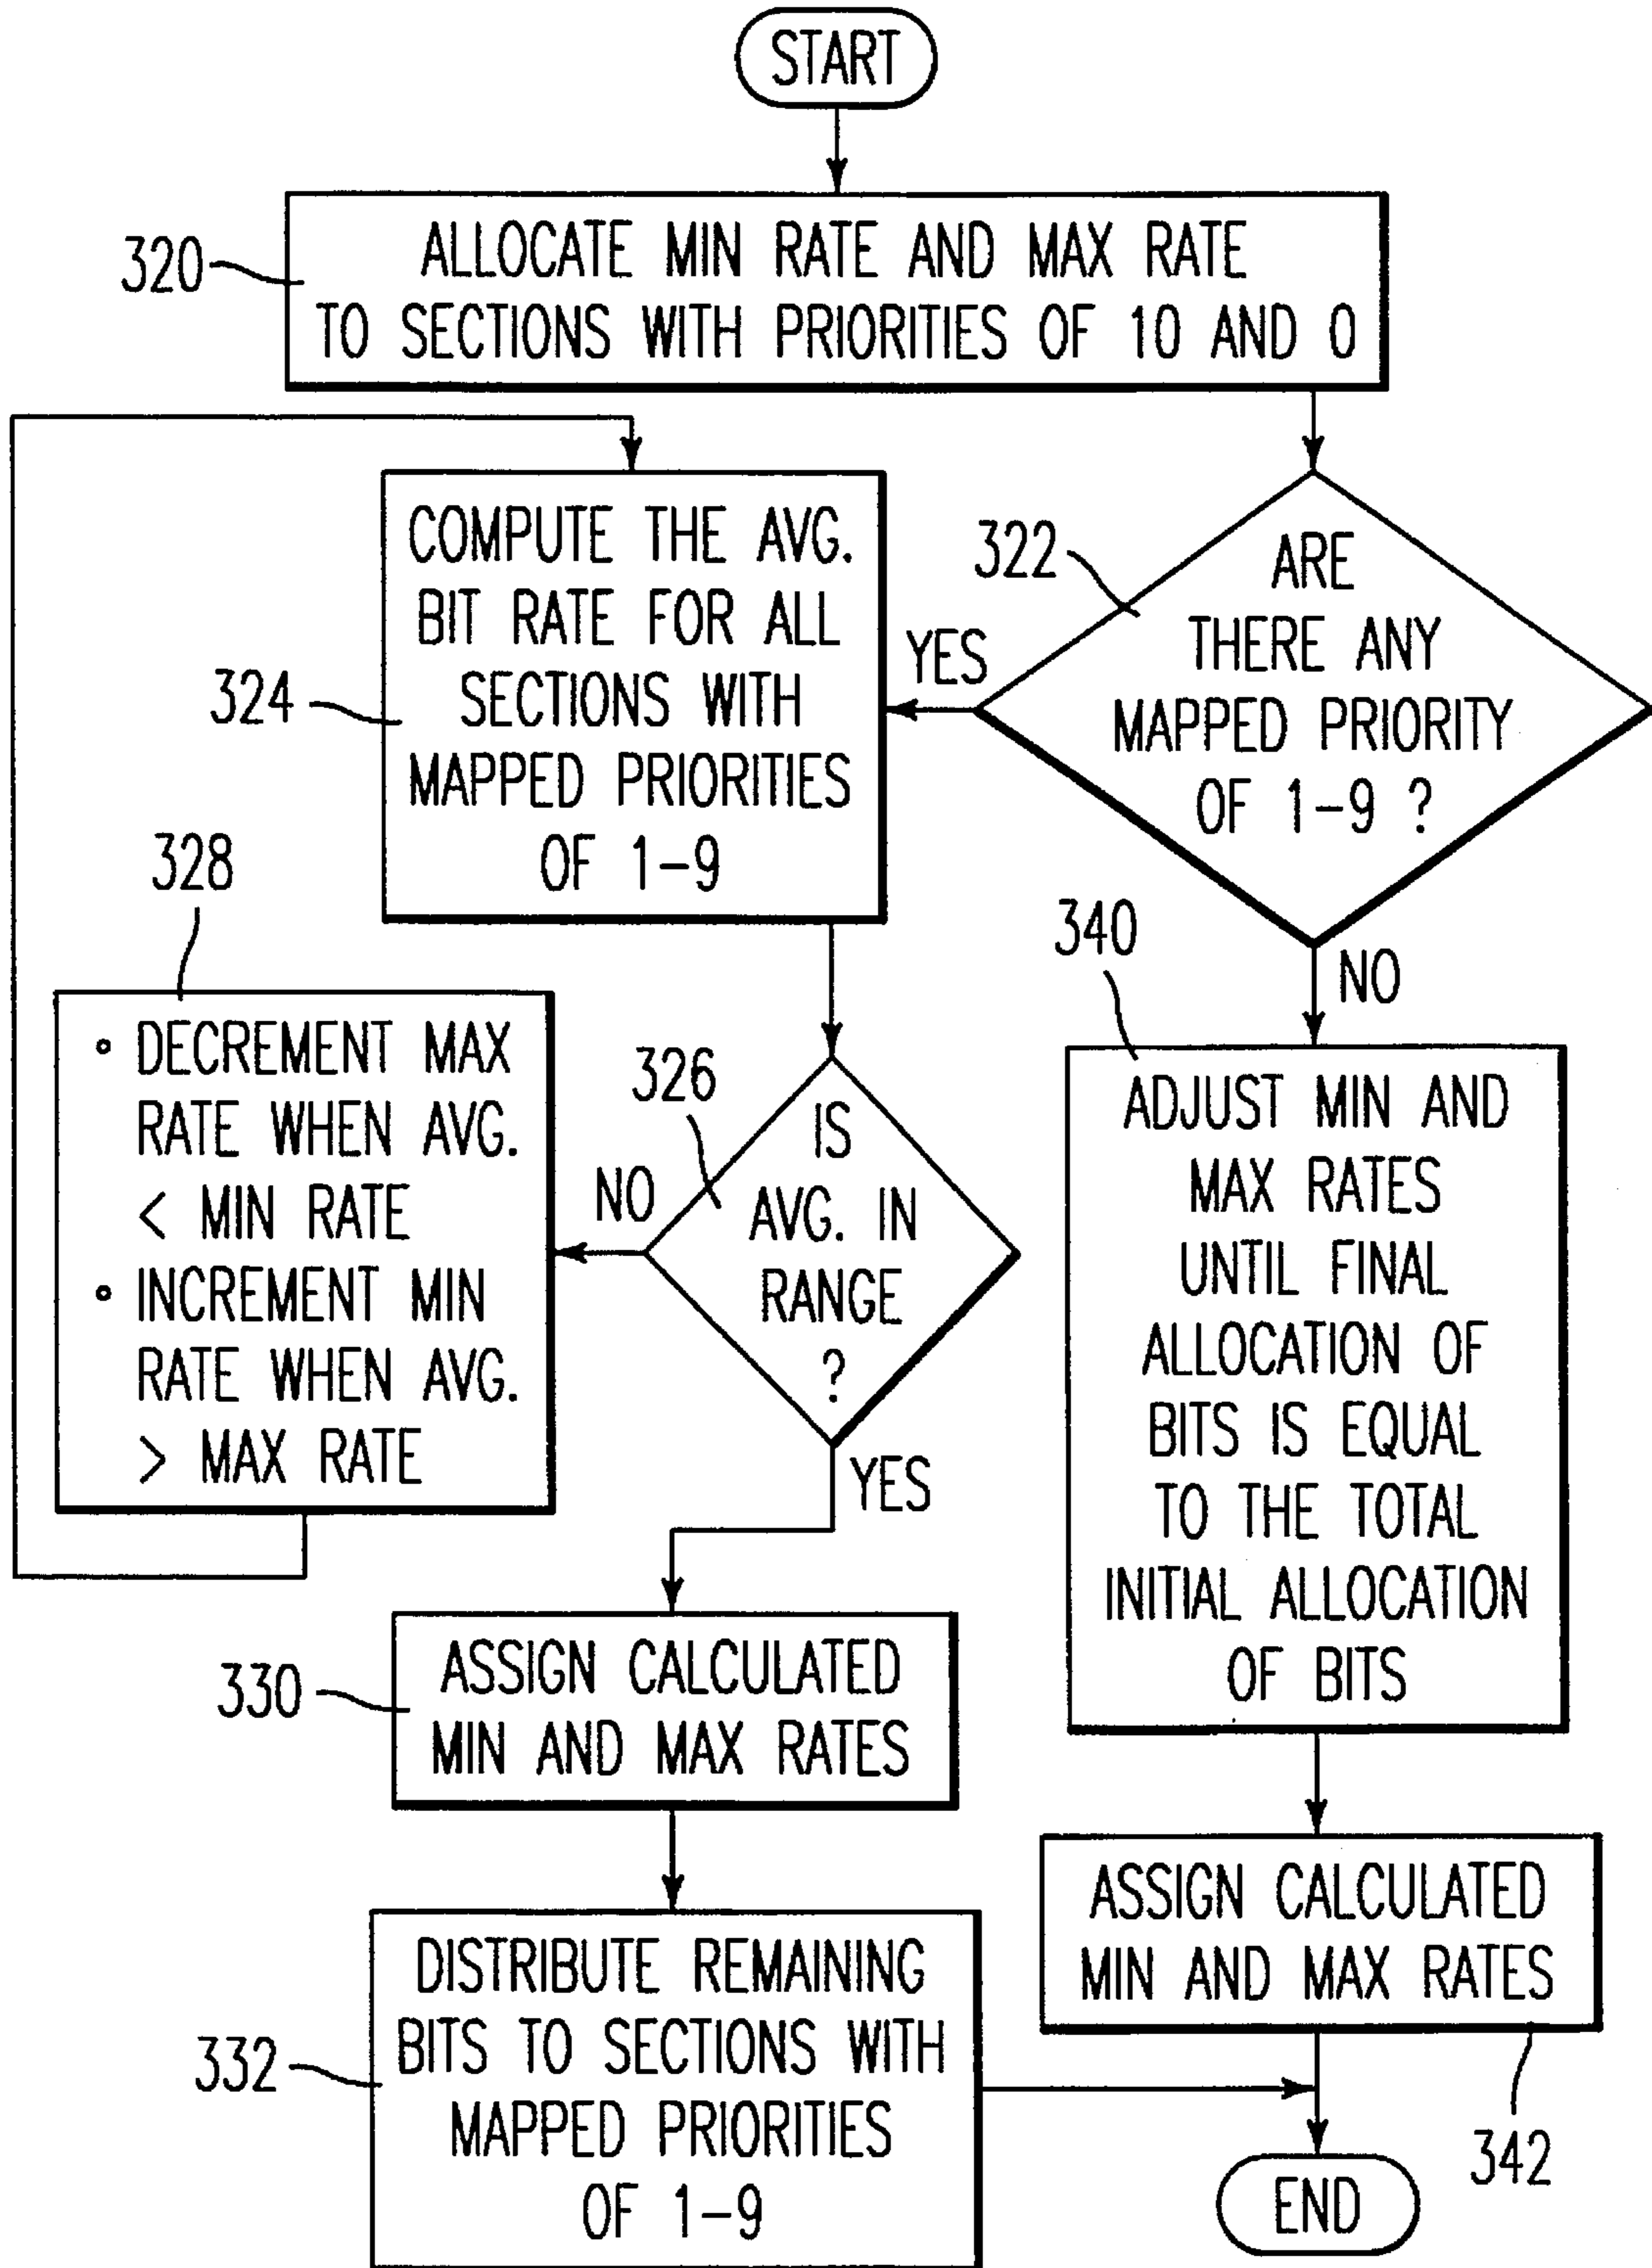 START
320
ALLOCATE MIN RATE AND MAX RATE
TO SECTIONS WITH PRIORITIES OF 10 AND 0
322
ARE
THERE ANY
MAPPED PRIORITY
OF 1-9 ?
YES
NO
324
COMPUTE THE AVG.
BIT RATE FOR ALL
SECTIONS WITH
MAPPED PRIORITIES
OF 1-9
326
IS
AVG. IN
RANGE
?
NO
YES
328
• DECREMENT MAX
RATE WHEN AVG.
< MIN RATE
• INCREMENT MIN
RATE WHEN AVG.
> MAX RATE
330
ASSIGN CALCULATED
MIN AND MAX RATES
332
DISTRIBUTE REMAINING
BITS TO SECTIONS WITH
MAPPED PRIORITIES
OF 1-9
340
ADJUST MIN AND
MAX RATES
UNTIL FINAL
ALLOCATION OF
BITS IS EQUAL
TO THE TOTAL
INITIAL ALLOCATION
OF BITS
ASSIGN CALCULATED
MIN AND MAX RATES
342
END